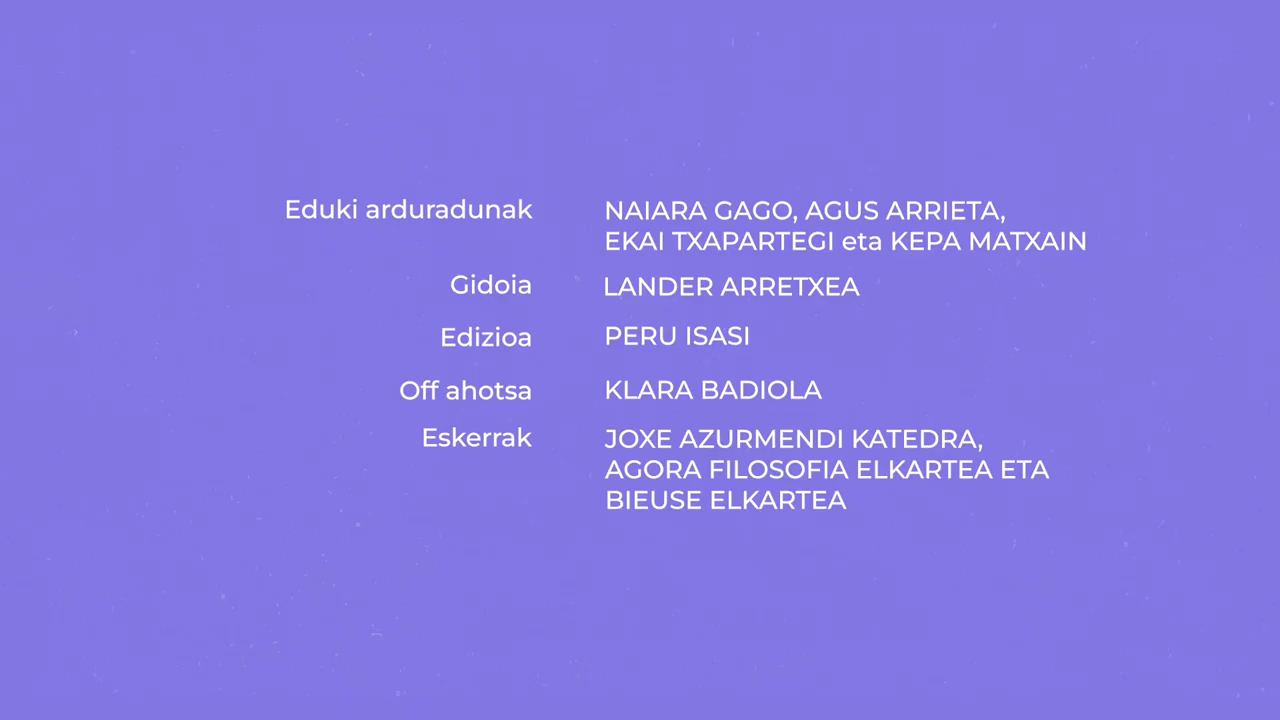 Eduki arduradunak NAIARA GAGO, AGUS ARRIETA,
EKAI TXAPARTEGI eta KEPA MATXAIN
Gidoia LANDER ARRETXEA
Edizioa PERU ISASI
Off ahotsa KLARA BADIOLA
Eskerrak JOXE AZURMENDI KATEDRA,
AGORA FILOSOFIA ELKARTEA ETA
BIEUSE ELKARTEA